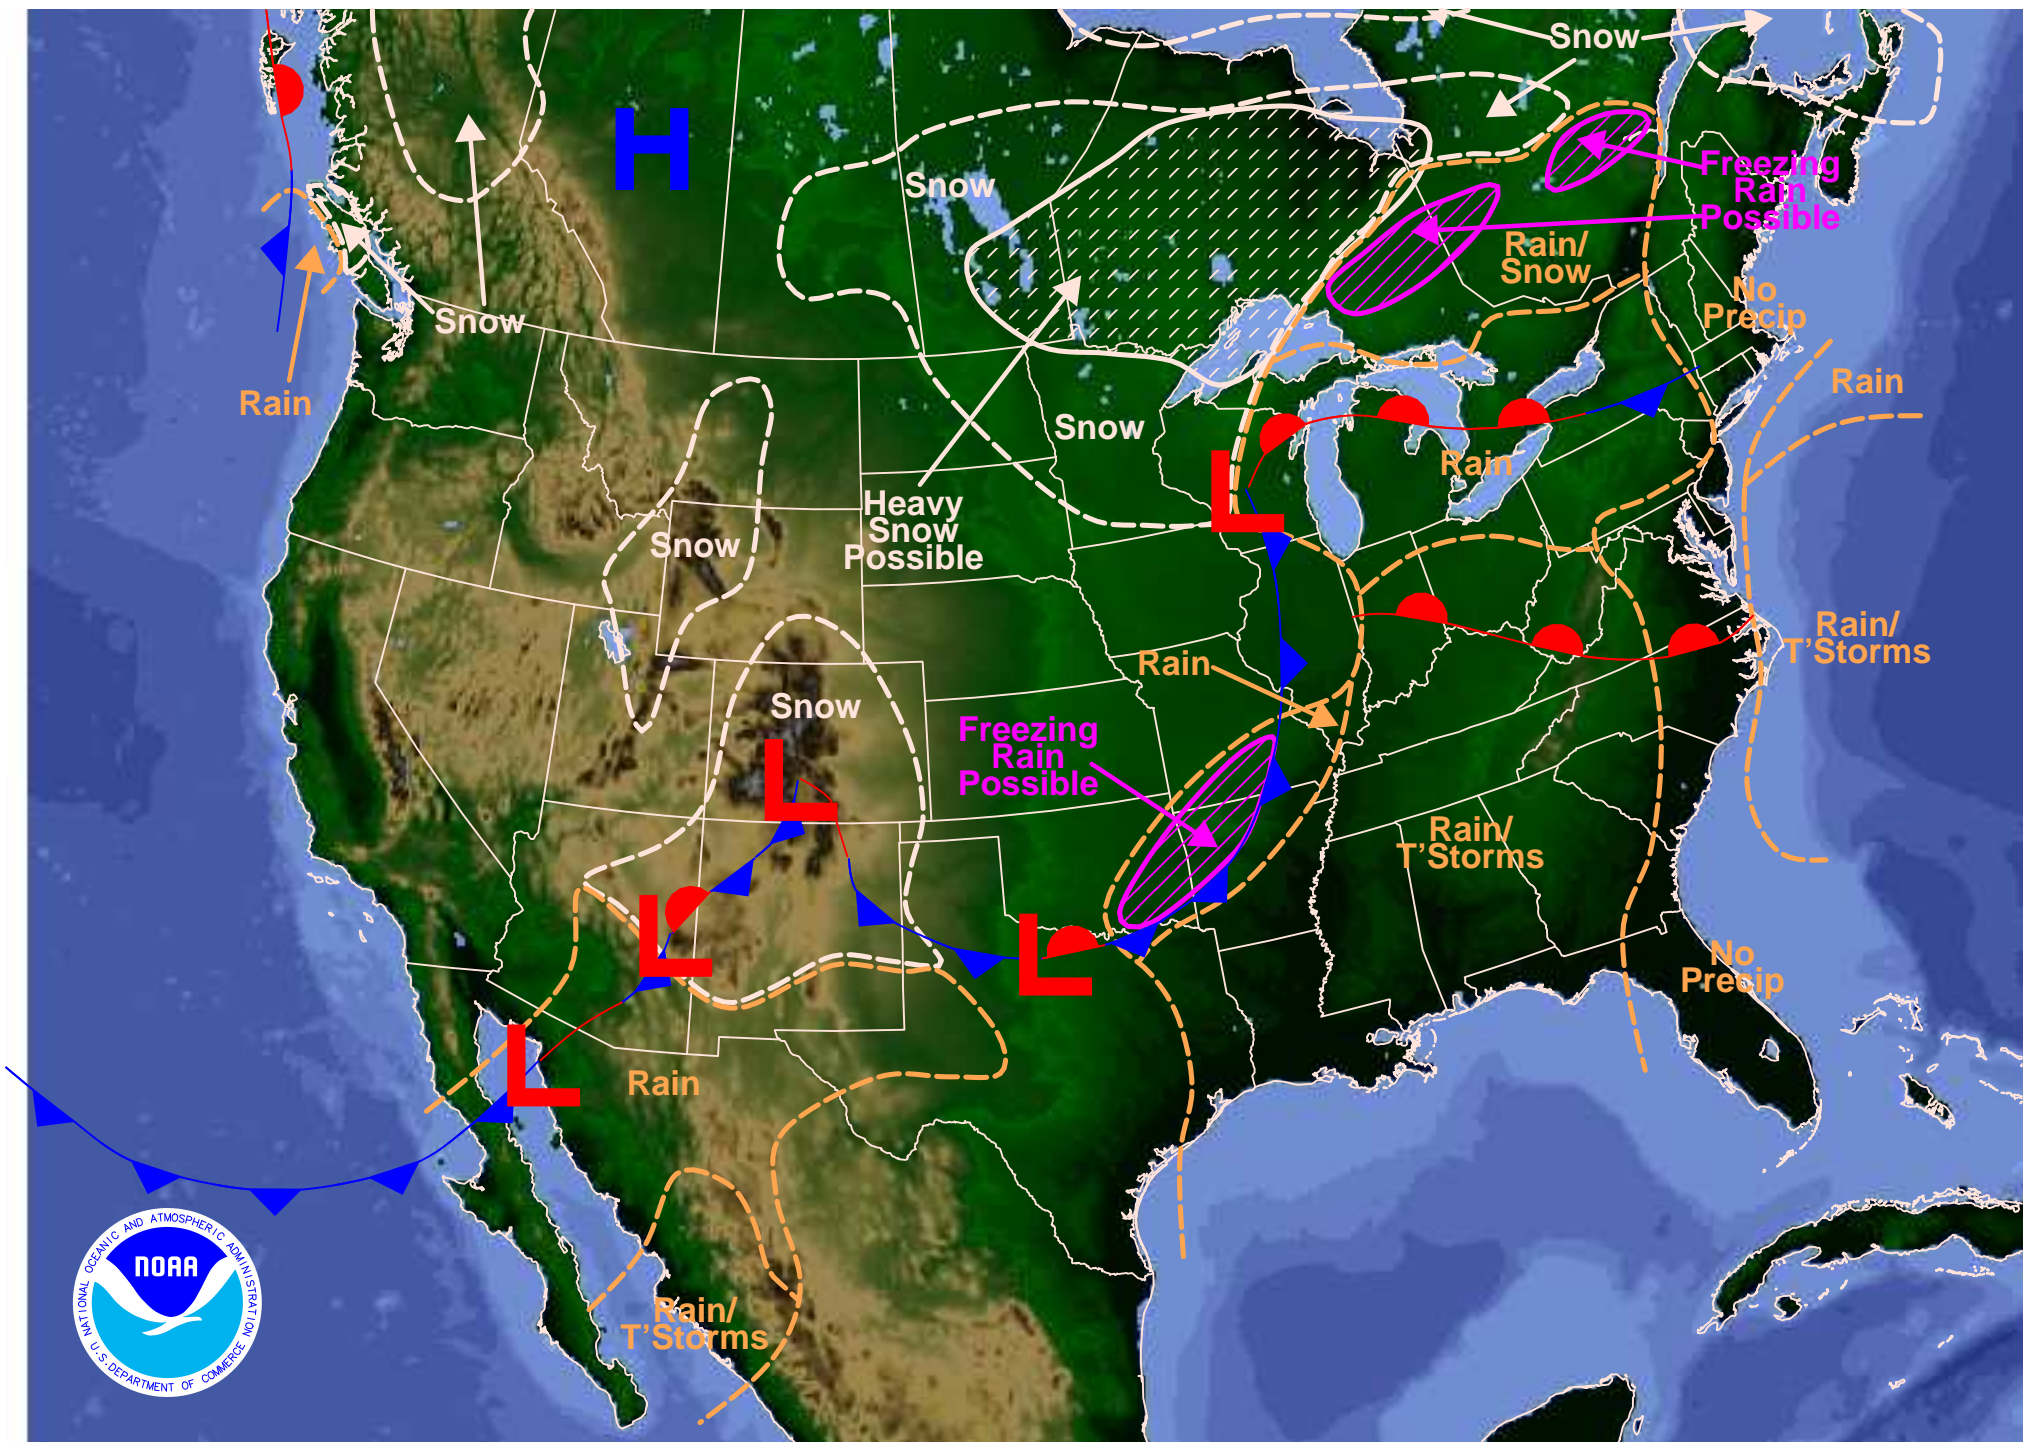 Snow
H
Freezing
Rain
Possible
Snow
Rain/
Snow
No
Precip
Snow
Rain
Rain
Snow
Rain
Heavy
Snow
Possible
L
Snow
Rain/
T'Storms
Rain
Snow
Freezing
Rain
Possible
L
Rain/
T'Storms
L
L
No
Precip
L
Rain
Rain/
T'Storms
NATIONAL OCEANIC AND ATMOSPHERIC ADMINISTRATION
NOAA
U.S. DEPARTMENT OF COMMERCE